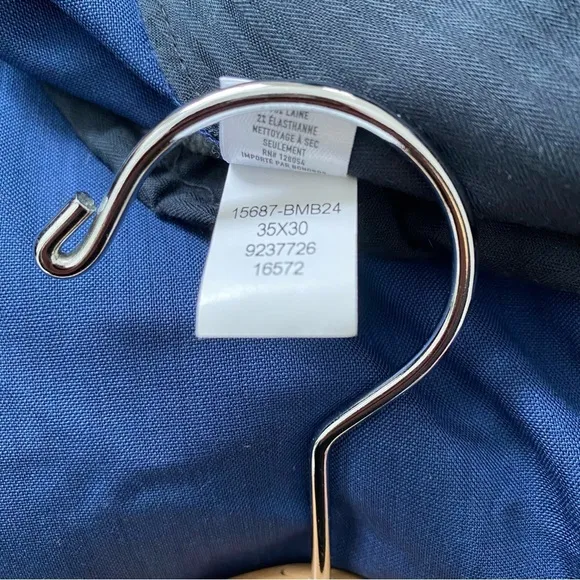 LAINE
2% ÉLASTHANNE
NETTOYAGE À SEC
SEULEMENT
RN# 128054
IMPORTÉ PAR
15687-BMB24
35X30
9237726
16572